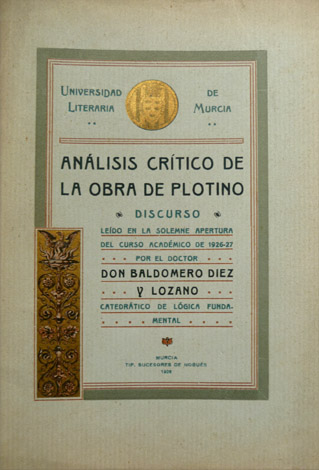 UNIVERSIDAD DE
LITERARIA MURCIA
ANÁLISIS CRÍTICO DE
LA OBRA DE PLOTINO
DISCURSO
LEÍDO EN LA SOLEMNE APERTURA
DEL CURSO ACADÉMICO DE 1926-27
POR EL DOCTOR
DON BALDOMERO DIEZ
Y LOZANO
CATEDRÁTICO DE LÓGICA FUNDA-
MENTAL
MURCIA
TIP. SUCESORES DE NOGUÉS
1926